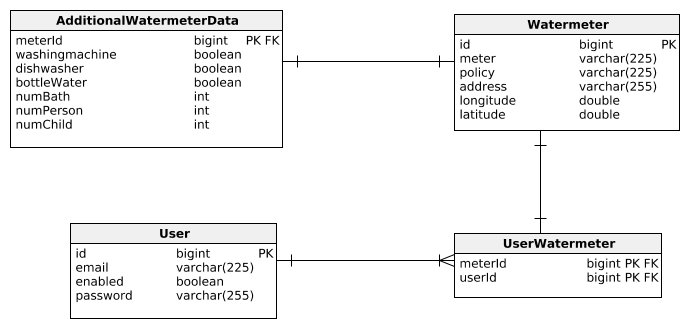 AdditionalWatermeterData
meterId bigint PK FK
washingmachine boolean
dishwasher boolean
bottleWater boolean
numBath int
numPerson int
numChild int
Watermeter
id bigint PK
meter varchar(225)
policy varchar(225)
address varchar(255)
longitude double
latitude double
User
id bigint PK
email varchar(225)
enabled boolean
password varchar(255)
UserWatermeter
meterId bigint PK FK
userId bigint PK FK